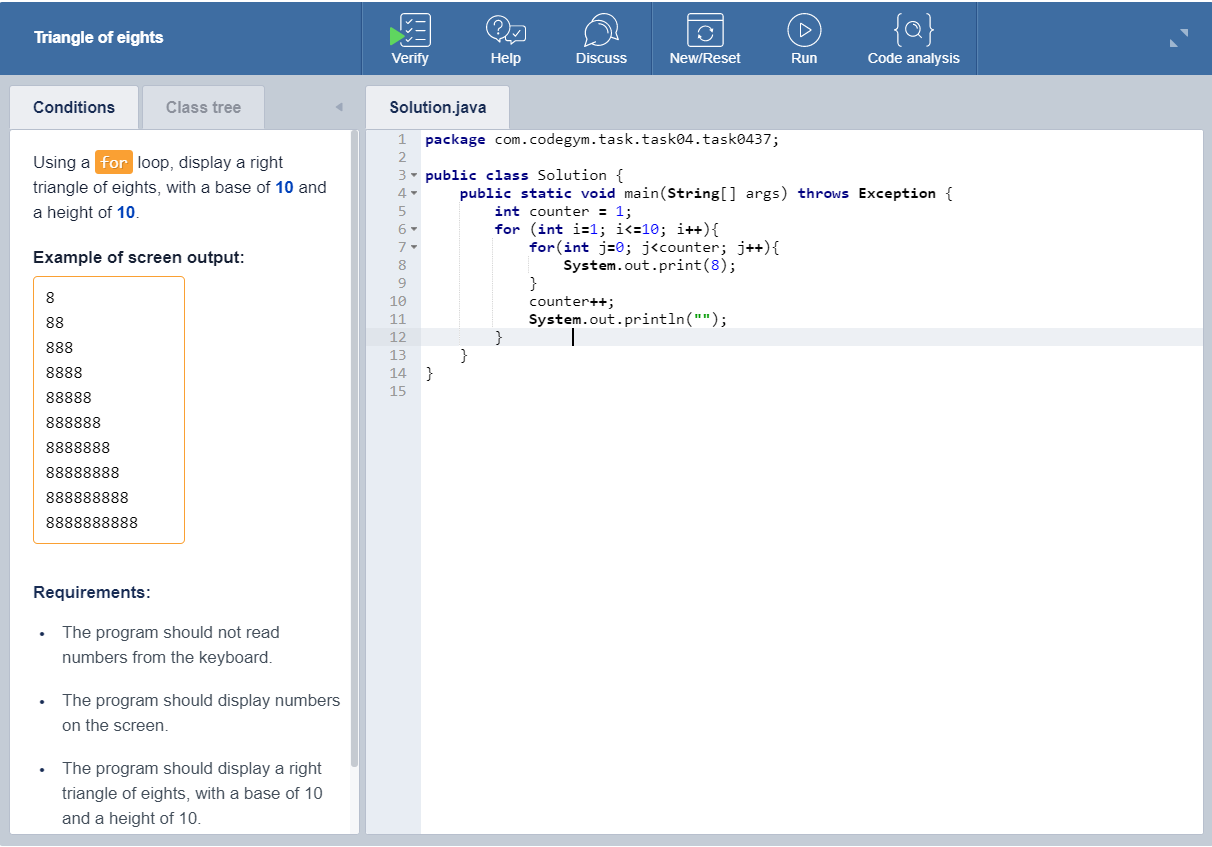 Triangle of eights
Verify
Help
Discuss
New/Reset
Run
Code analysis
Conditions
Class tree
Using a for loop, display a right
triangle of eights, with a base of 10 and
a height of 10.
Example of screen output:
8
88
888
8888
88888
888888
8888888
88888888
888888888
8888888888
Requirements:
• The program should not read
numbers from the keyboard.
• The program should display numbers
on the screen.
• The program should display a right
triangle of eights, with a base of 10
and a height of 10.
Solution.java
1 package com.codegym.task.task04.task0437;
2
3 public class Solution {
4 public static void main(String[] args) throws Exception {
5 int counter = 1;
6 for (int i=1; i<=10; i++){
7 for(int j=0; j<counter; j++){
8 System.out.print(8);
9 }
10 counter++;
11 System.out.println("");
12 }
13 }
14 }
15